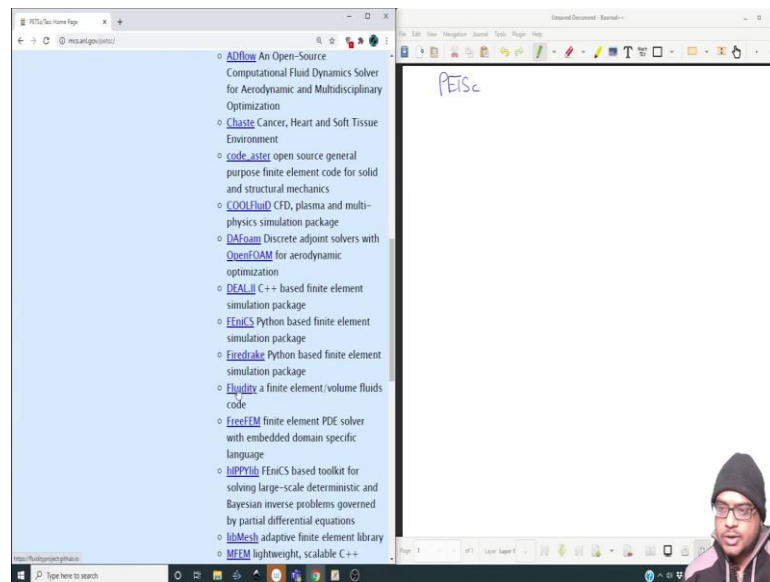 PETSc/Tao: Home Page
mcs.anl.gov/petsc/
ADflow An Open-Source
Computational Fluid Dynamics Solver
for Aerodynamic and Multidisciplinary
Optimization
Chaste Cancer, Heart and Soft Tissue
Environment
code_aster open source general
purpose finite element code for solid
and structural mechanics
COOLFluiD CFD, plasma and multi-
physics simulation package
DAFoam Discrete adjoint solvers with
OpenFOAM for aerodynamic
optimization
DEAL.II C++ based finite element
simulation package
FEniCS Python based finite element
simulation package
Firedrake Python based finite element
simulation package
Fluidity a finite element/volume fluids
code
FreeFEM finite element PDE solver
with embedded domain specific
language
hIPPYlib FEniCS based toolkit for
solving large-scale deterministic and
Bayesian inverse problems governed
by partial differential equations
libMesh adaptive finite element library
MFEM lightweight, scalable C++
https://fluidityproject.github.io
Type here to search
Unsaved Document - Xournal++
File Edit View Navigation Journal Tools Plugin Help
PETSc
Page 1 of 1 Layer Layer 1